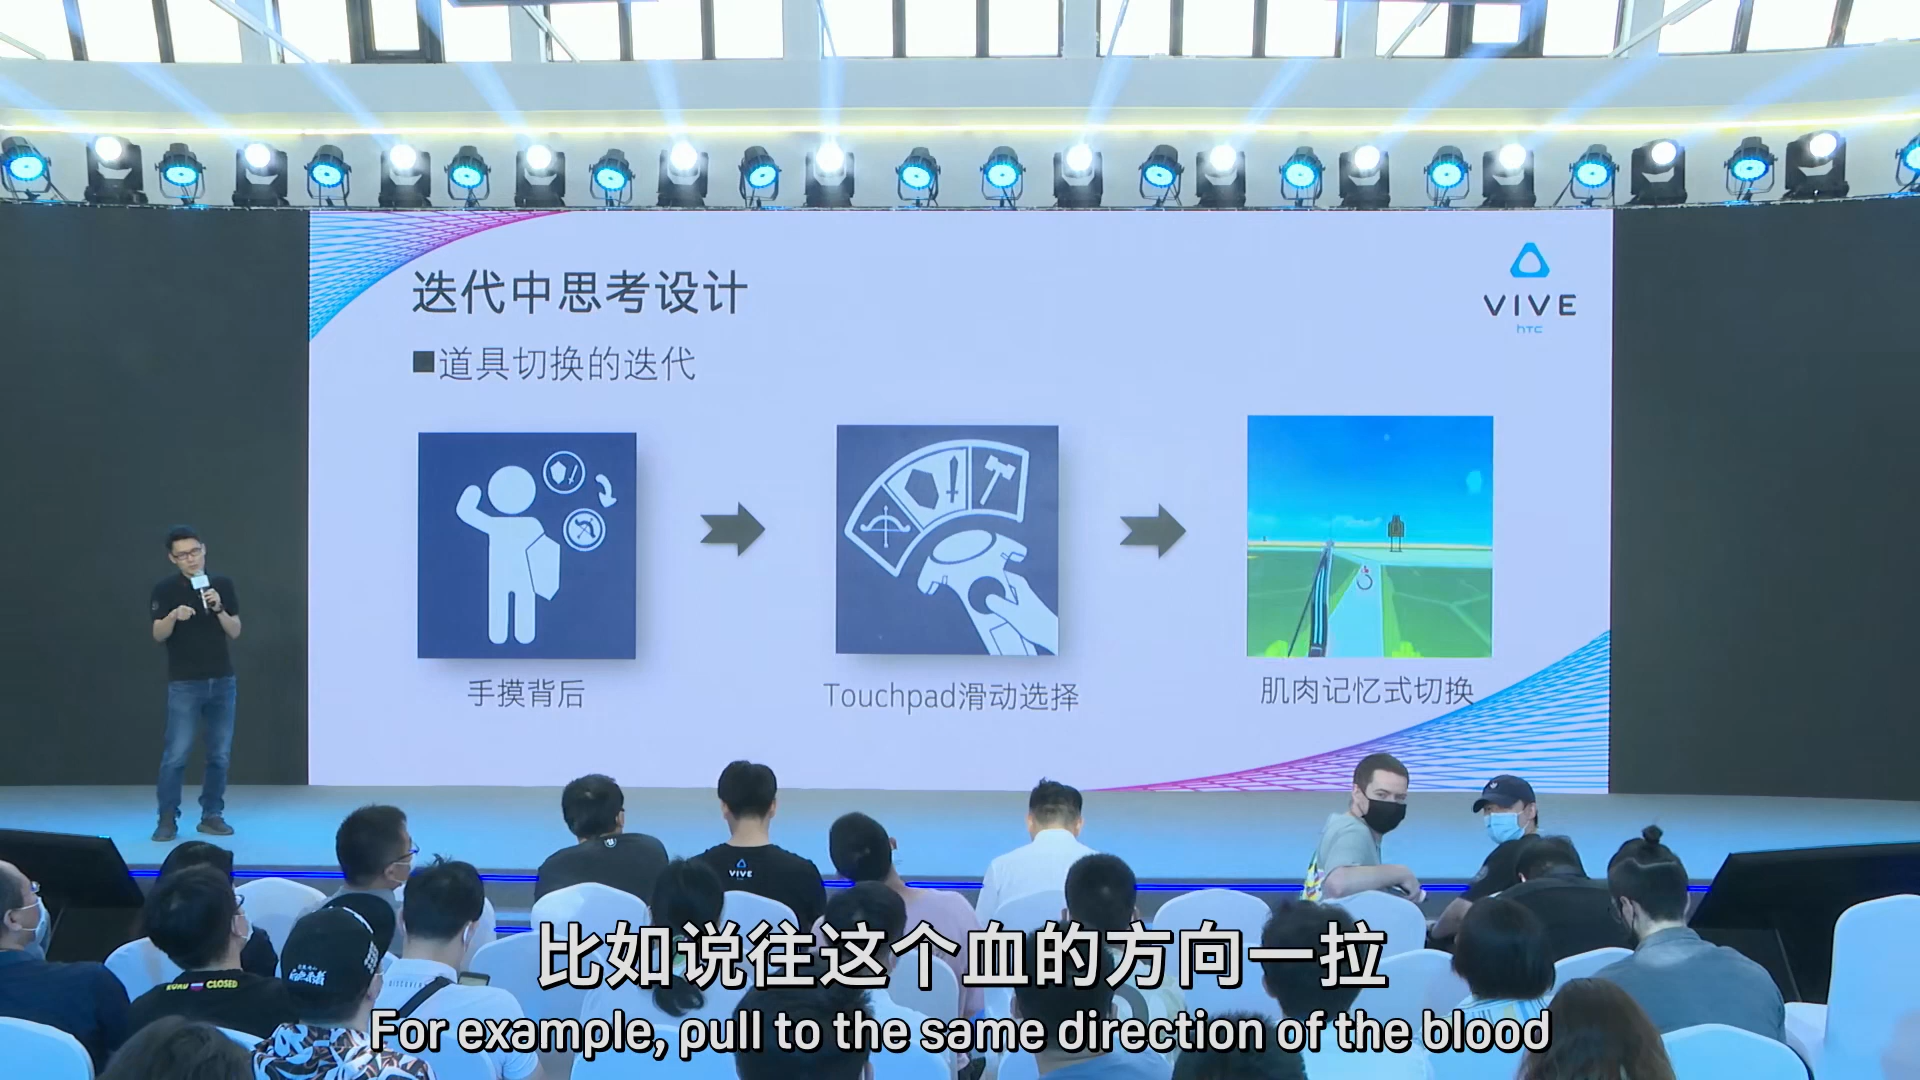 迭代中思考设计
VIVE
hTC
■道具切换的迭代
手摸背后
Touchpad滑动选择
肌肉记忆式切换
VIVE
CLOSED
比如说往这个血的方向一拉
For example, pull to the same direction of the blood